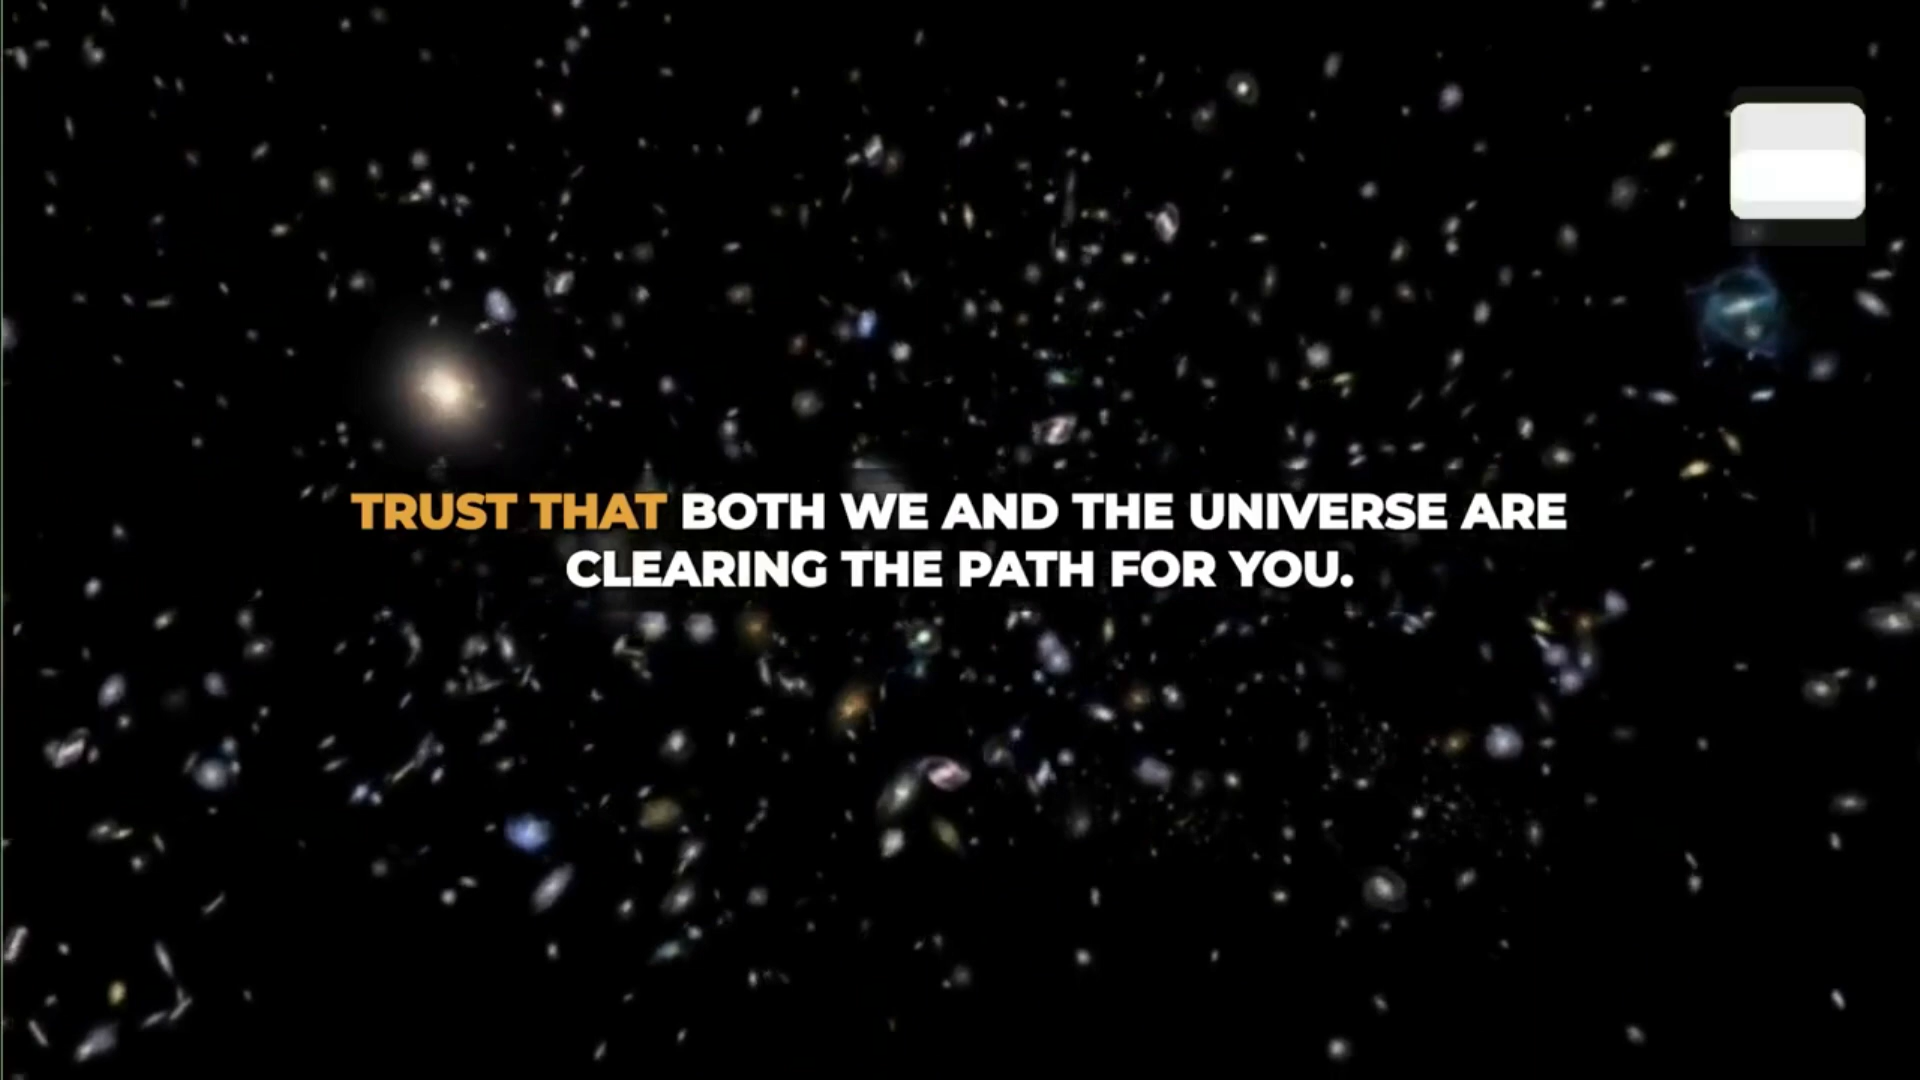 TRUST THAT BOTH WE AND THE UNIVERSE ARE
CLEARING THE PATH FOR YOU.